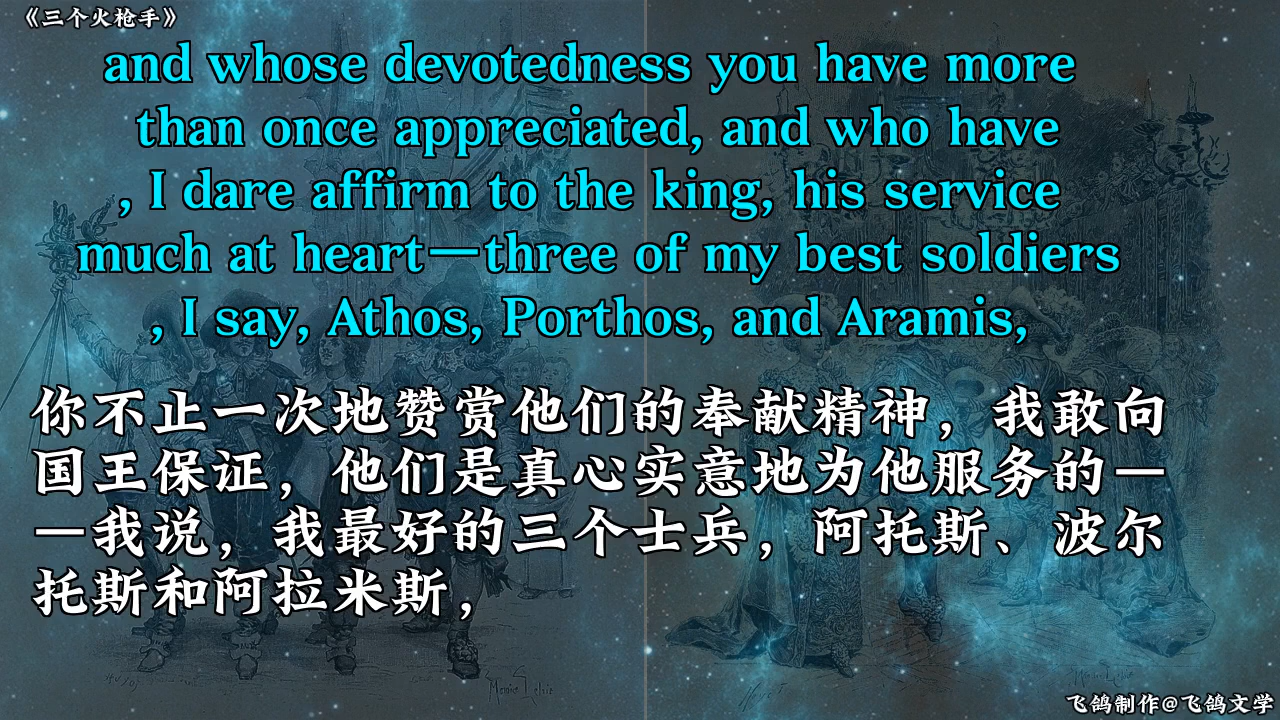 《三个火枪手》
and whose devotedness you have more
than once appreciated, and who have
, I dare affirm to the king, his service
much at heart—three of my best soldiers
, I say, Athos, Porthos, and Aramis,
你不止一次地赞赏他们的奉献精神，我敢向
国王保证，他们是真心实意地为他服务的—
—我说，我最好的三个士兵，阿托斯、波尔
托斯和阿拉米斯，
飞鸽制作@飞鸽文学